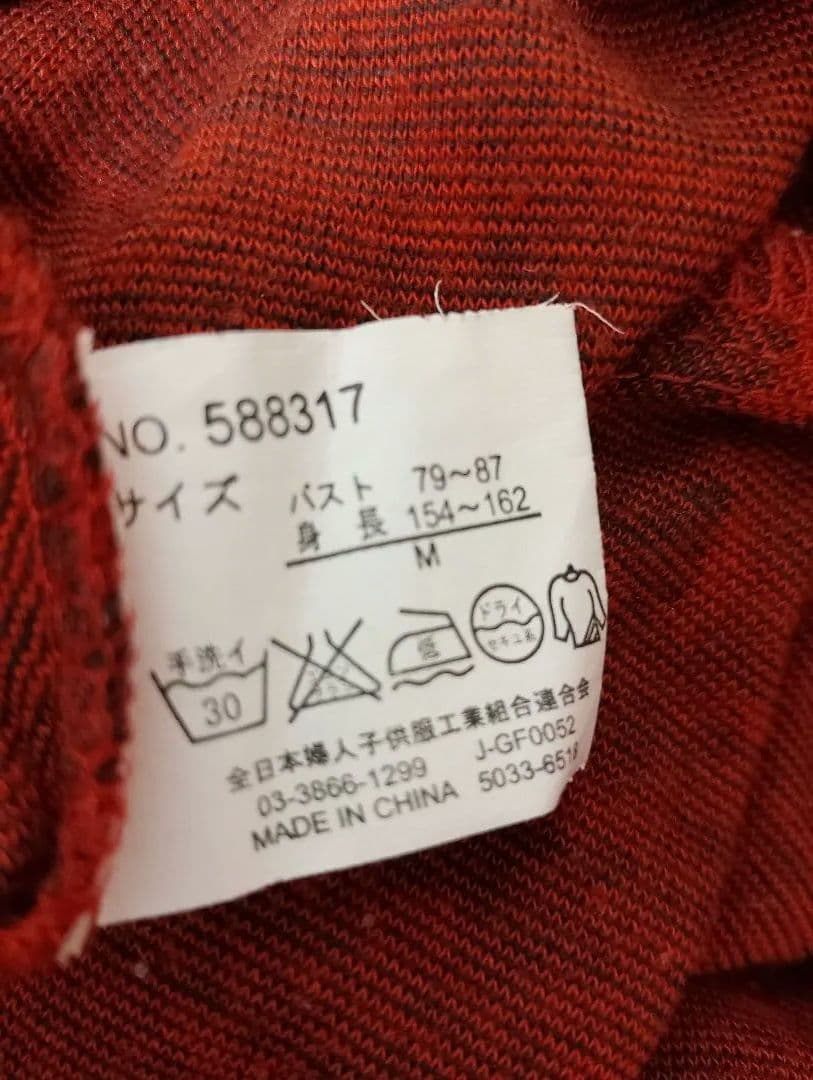 NO. 588317
サイズ バスト 79~87
身長 154~162
M
手洗イ
30
低
ドライ
セキユ系
全日本婦人子供服工業組合連合会
03-3866-1299 J-GF0052
MADE IN CHINA 5033-651